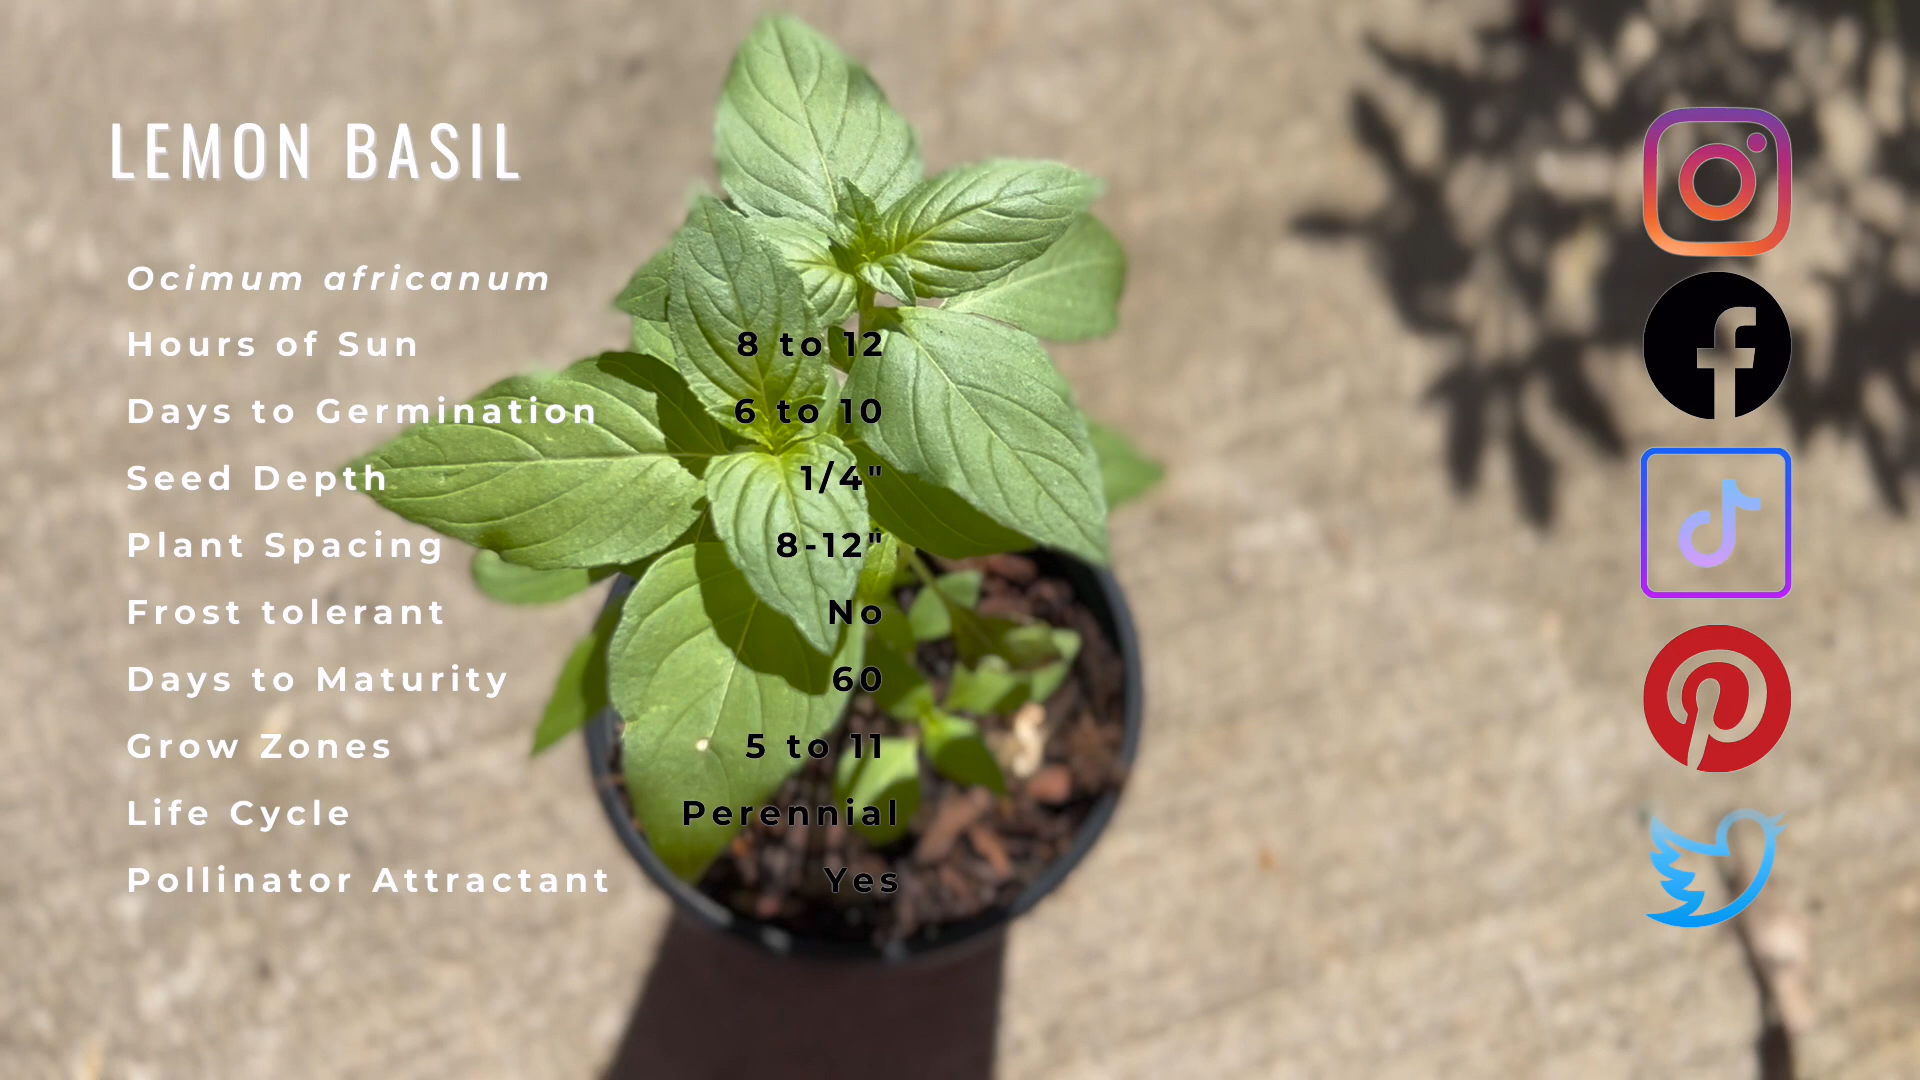 LEMON BASIL
Ocimum africanum
Hours of Sun 8 to 12
Days to Germination 6 to 10
Seed Depth 1/4"
Plant Spacing 8-12"
Frost tolerant No
Days to Maturity 60
Grow Zones 5 to 11
Life Cycle Perennial
Pollinator Attractant Yes